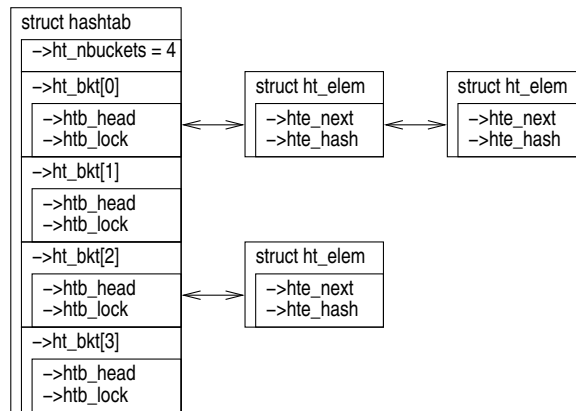 struct hashtab
−>ht_nbuckets = 4
−>ht_bkt[0]
−>htb_head
−>htb_lock
struct ht_elem
−>hte_next
−>hte_hash
struct ht_elem
−>hte_next
−>hte_hash
−>ht_bkt[1]
−>htb_head
−>htb_lock
−>ht_bkt[2]
−>htb_head
−>htb_lock
struct ht_elem
−>hte_next
−>hte_hash
−>ht_bkt[3]
−>htb_head
−>htb_lock